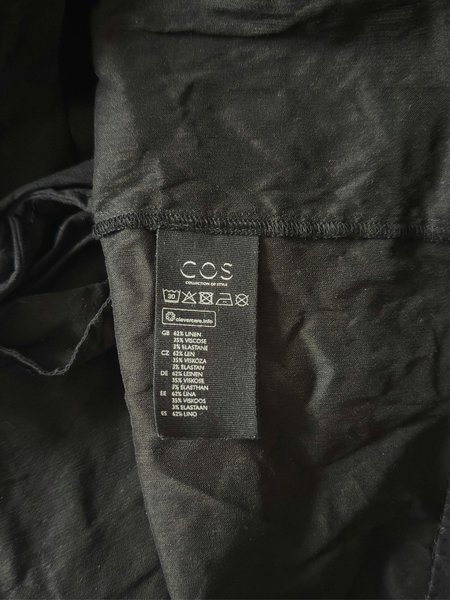 COS
COLLECTION OF STYLE
30
clevercare.info
GB 62% LINEN
35% VISCOSE
3% ELASTANE
CZ 62% LEN
35% VISKÓZA
3% ELASTAN
DE 62% LEINEN
35% VISKOSE
3% ELASTHAN
EE 62% LINA
35% VISKOOS
3% ELASTAAN
ES 62% LINO